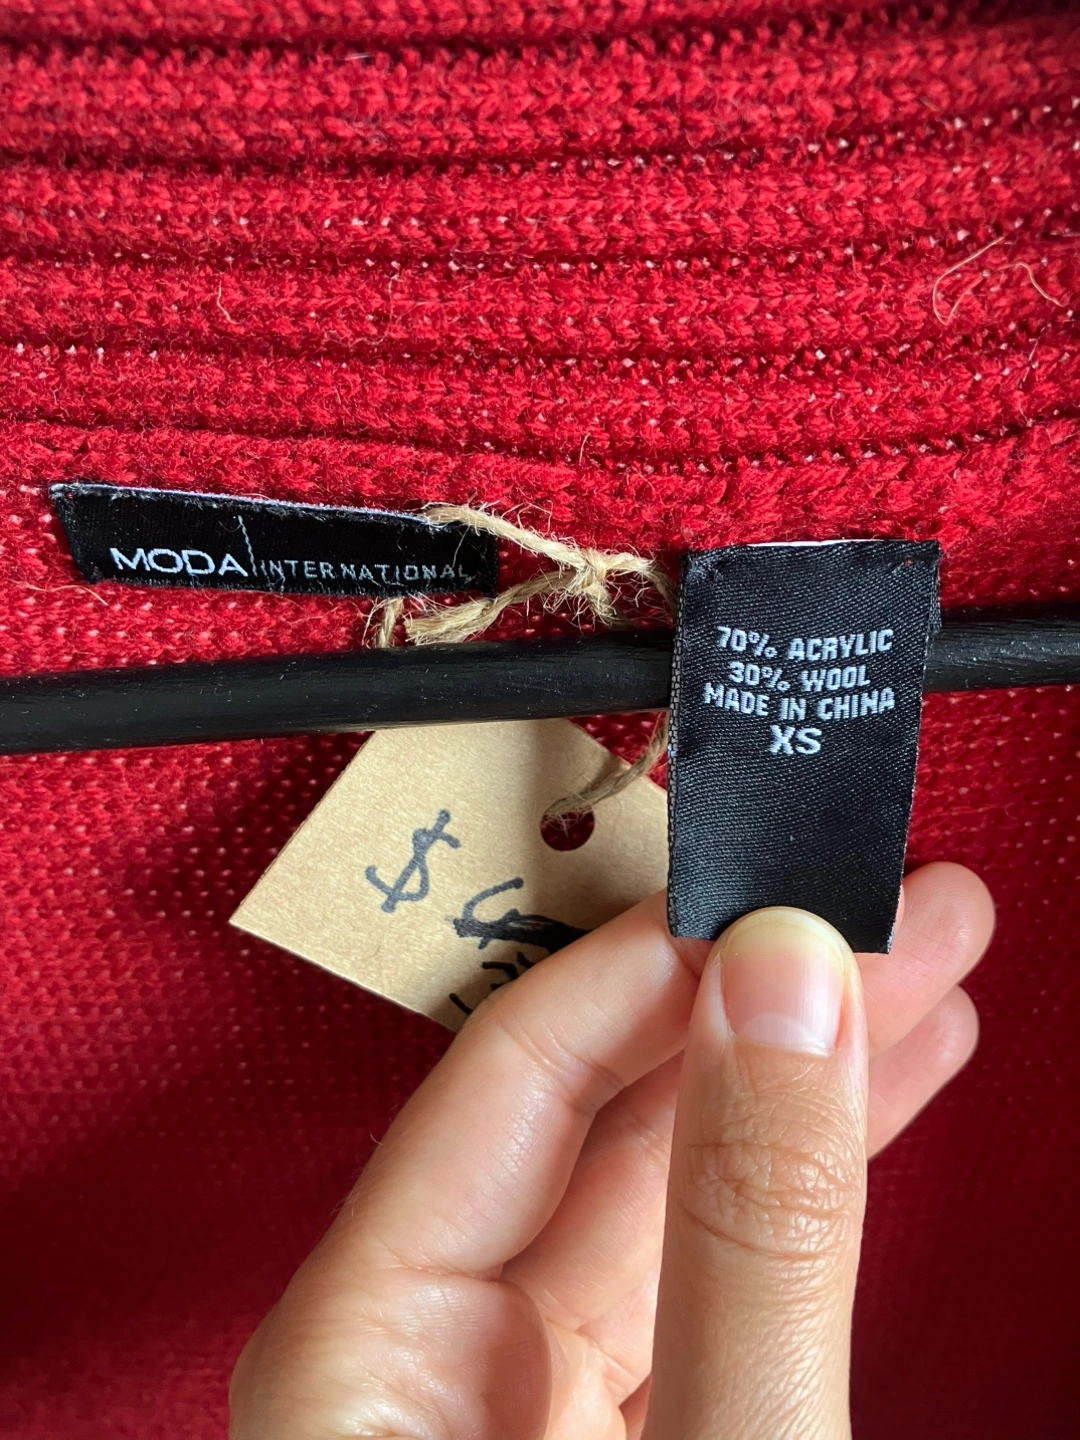 MODA INTERNATIONAL
70% ACRYLIC
30% WOOL
MADE IN CHINA
XS
$